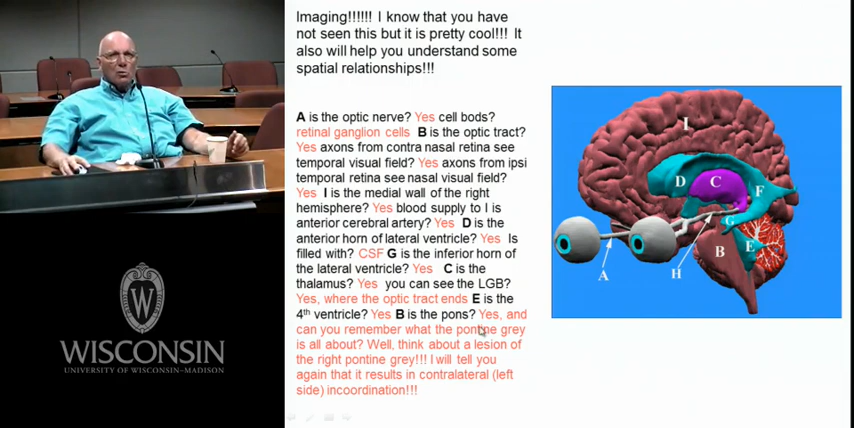 Imaging!!!!!! I know that you have
not seen this but it is pretty cool!!! It
also will help you understand some
spatial relationships!!!
A is the optic nerve? Yes cell bods?
retinal ganglion cells B is the optic tract?
Yes axons from contra nasal retina see
temporal visual field? Yes axons from ipsi
temporal retina see nasal visual field?
Yes I is the medial wall of the right
hemisphere? Yes blood supply to I is
anterior cerebral artery? Yes D is the
anterior horn of lateral ventricle? Yes Is
filled with? CSF G is the inferior horn of
the lateral ventricle? Yes C is the
thalamus? Yes you can see the LGB?
Yes, where the optic tract ends E is the
4th ventricle? Yes B is the pons? Yes, and
can you remember what the pontine grey
is all about? Well, think about a lesion of
the right pontine grey!!! I will tell you
again that it results in contralateral (left
side) incoordination!!!
I
D
C
F
G
E
B
A
H
W
WISCONSIN
UNIVERSITY OF WISCONSIN–MADISON